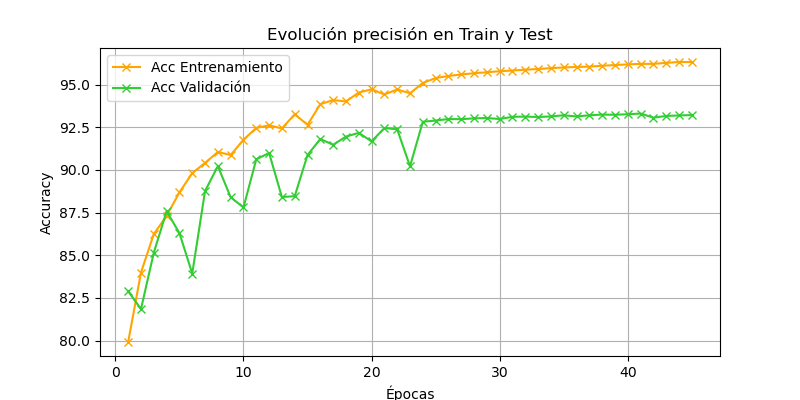 Evolución precisión en Train y Test
Acc Entrenamiento
Acc Validación
Accuracy
95.0
92.5
90.0
87.5
85.0
82.5
80.0
0 10 20 30 40
Épocas